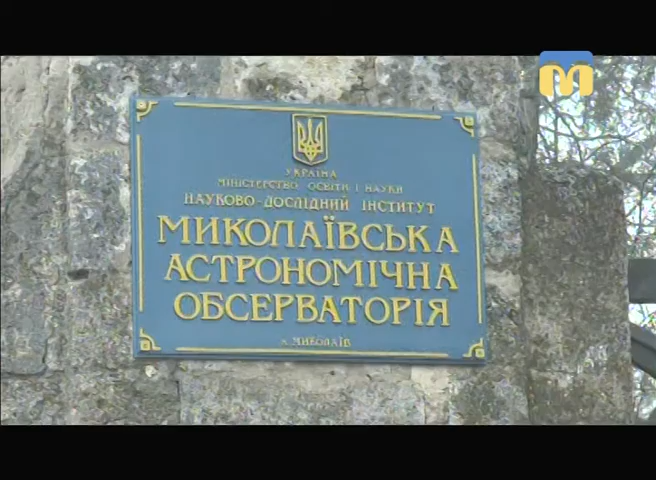 М
УКРАЇНА
МІНІСТЕРСТВО ОСВІТИ І НАУКИ
НАУКОВО-ДОСЛІДНИЙ ІНСТИТУТ
МИКОЛАЇВСЬКА
АСТРОНОМІЧНА
ОБСЕРВАТОРІЯ
м. МИКОЛАЇВ